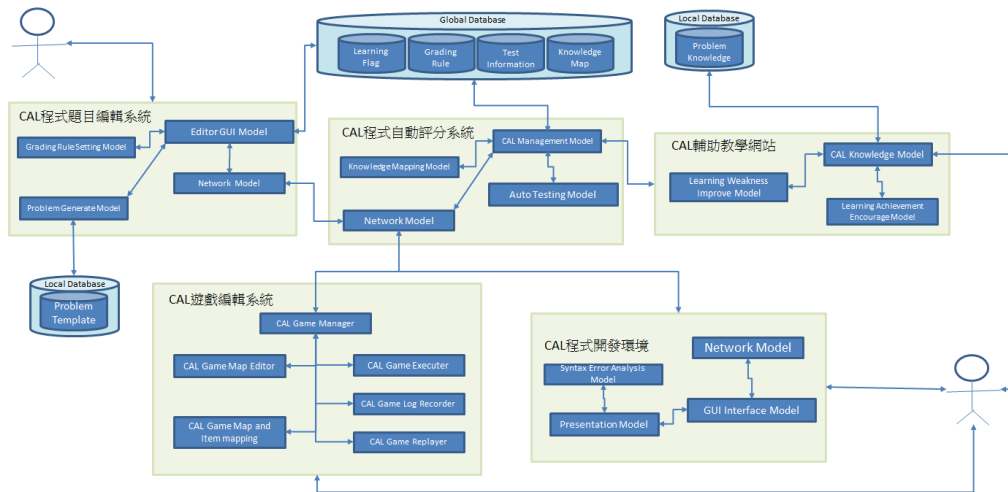 Global Database
Learning
Flag
Grading
Rule
Test
Information
Knowledge
Map
Local Database
Problem
Knowledge
CAL程式題目編輯系統
Editor GUI Model
Grading Rule Setting Model
Network Model
Problem Generate Model
Local Database
Problem
Template
CAL程式自動評分系統
CAL Management Model
Knowledge Mapping Model
Auto Testing Model
Network Model
CAL輔助教學網站
CAL Knowledge Model
Learning Weakness
Improve Model
Learning Achievement
Encourage Model
CAL遊戲編輯系統
CAL Game Manager
CAL Game Map Editor
CAL Game Executer
CAL Game Log Recorder
CAL Game Map and
Item mapping
CAL Game Replayer
CAL程式開發環境
Network Model
Syntax Error Analysis
Model
GUI Interface Model
Presentation Model